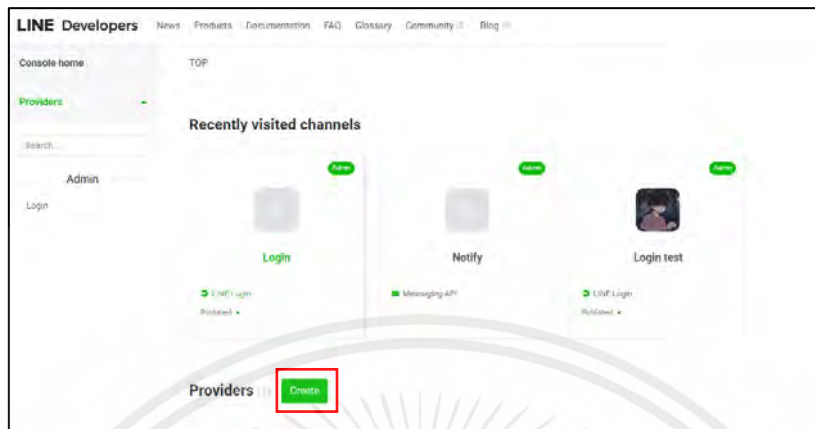 LINE Developers News Products Documentation FAQ Glossary Community Blog
Console home
TOP
Providers
Recently visited channels
Search...
Admin
Login
Admin
Admin
Admin
Login
Notify
Login test
LINE Login
Messaging API
LINE Login
Published
Published
Providers
Create